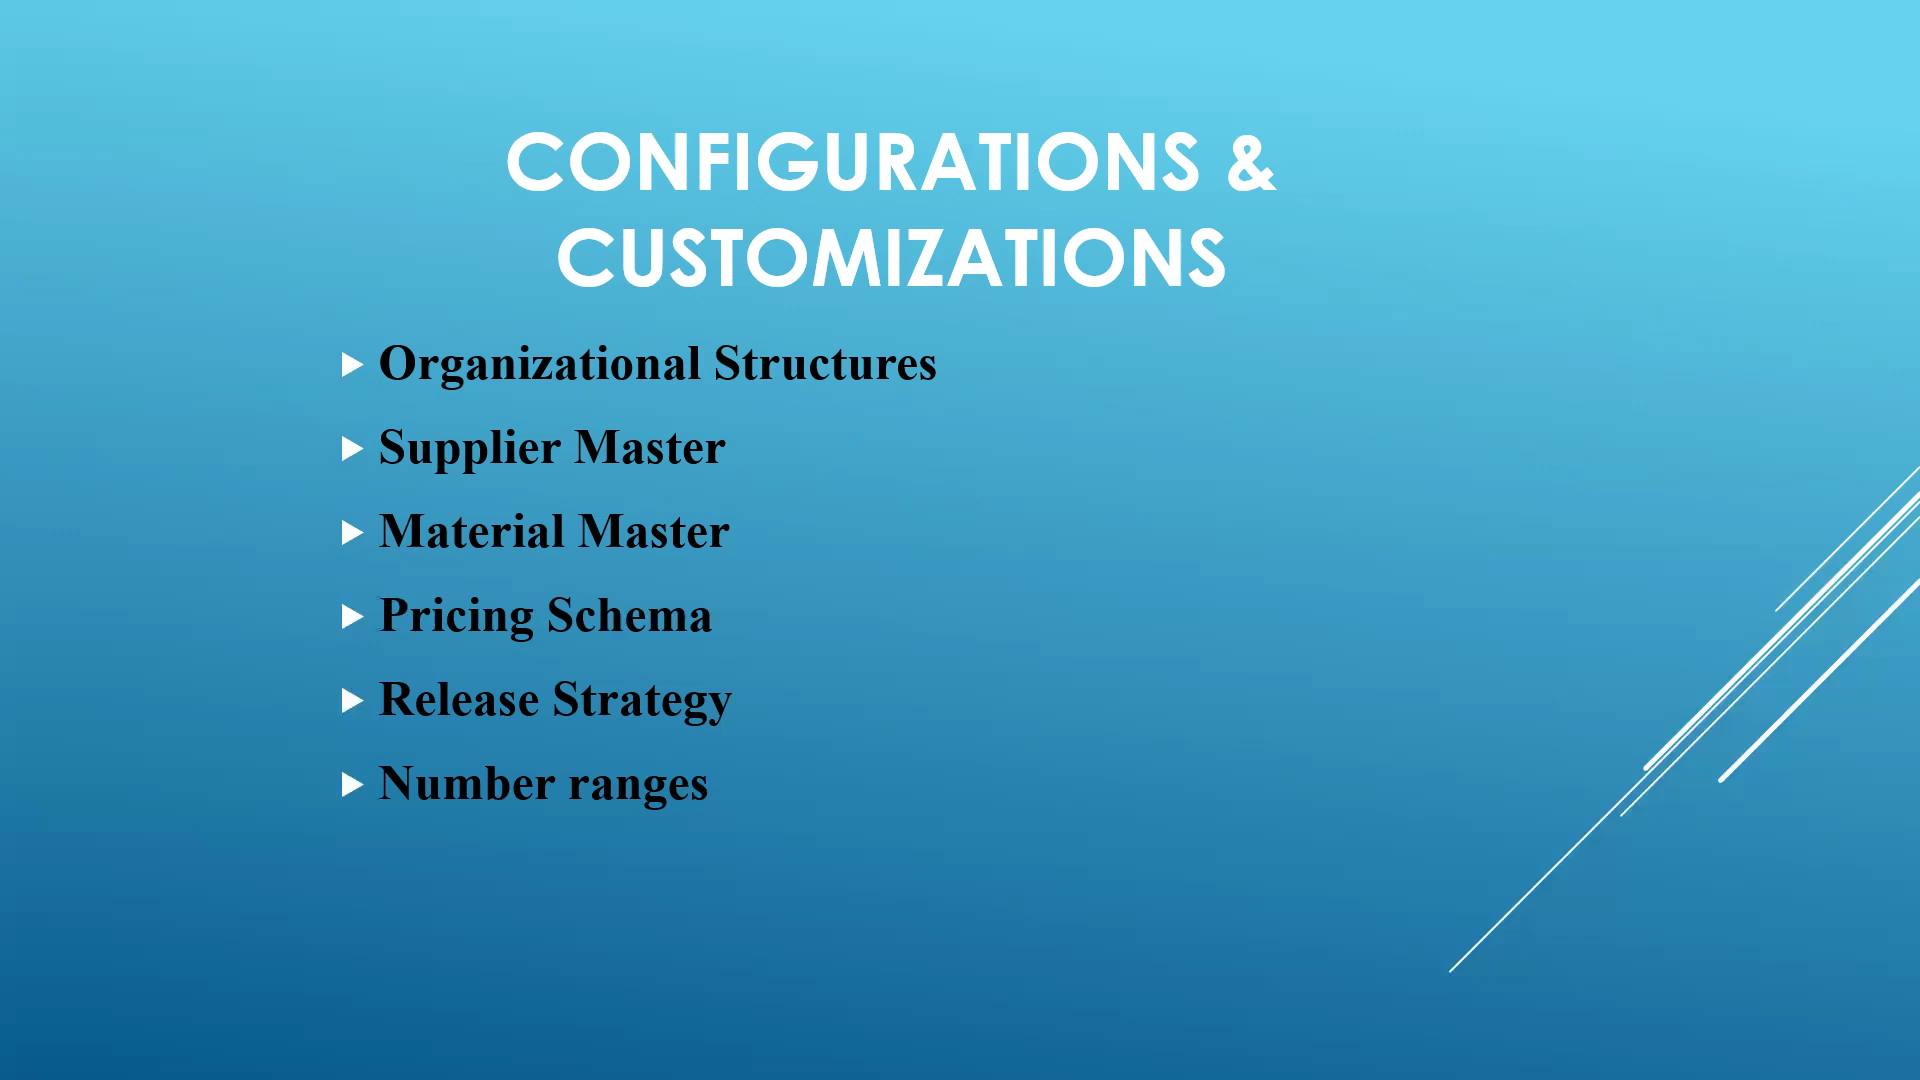 CONFIGURATIONS &
CUSTOMIZATIONS
Organizational Structures
Supplier Master
Material Master
Pricing Schema
Release Strategy
Number ranges